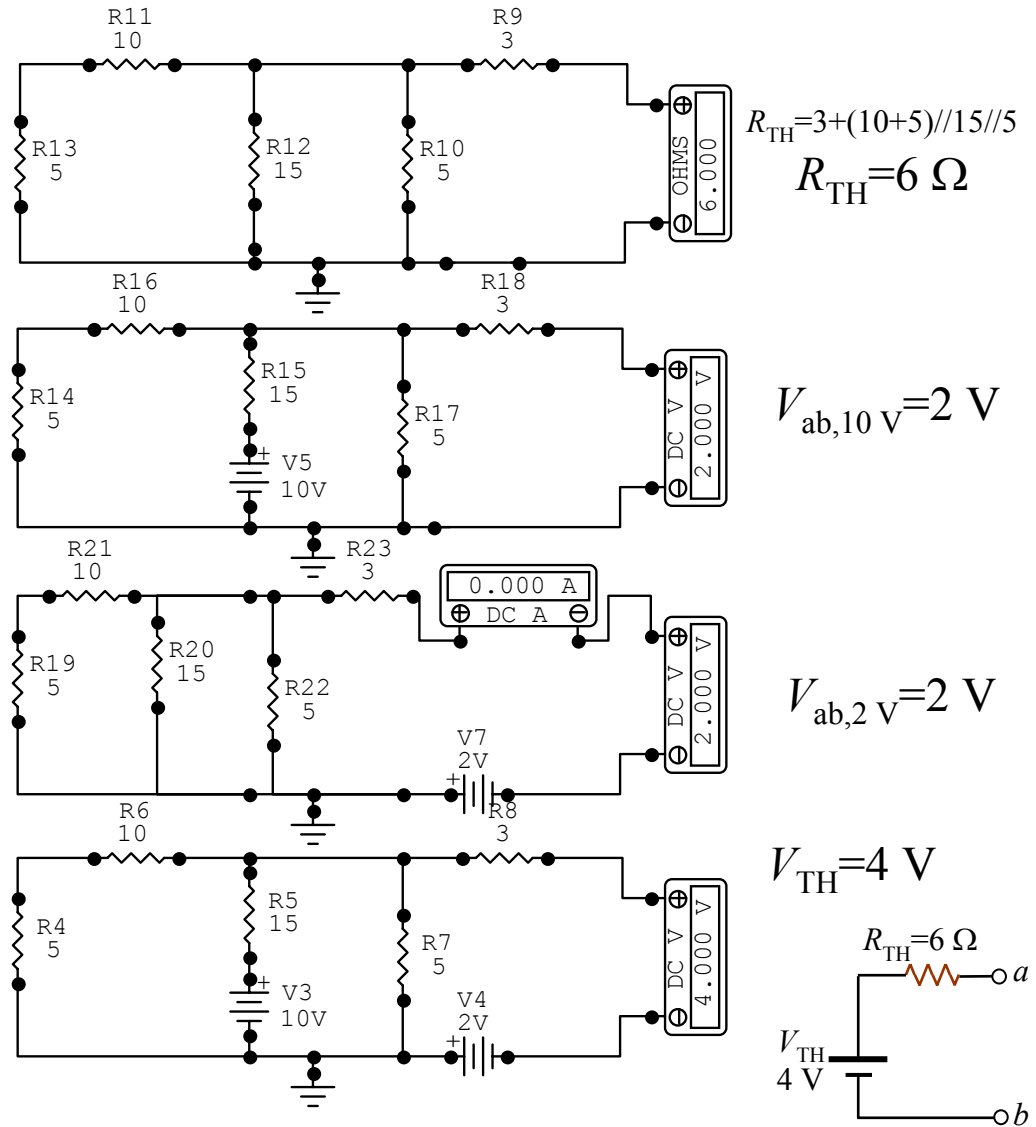 R11
10
R9
3
R13
5
R12
15
R10
5
OHMS
6.000
R_TH=3+(10+5)//15//5
R_TH=6 Ω
R16
10
R18
3
R14
5
R15
15
R17
5
+
V5
10V
DC V
2.000 V
V_ab,10 V=2 V
R21
10
R23
3
0.000 A
DC A
R19
5
R20
15
R22
5
V7
2V
+
DC V
2.000 V
V_ab,2 V=2 V
R6
10
R8
3
R4
5
R5
15
R7
5
+
V3
10V
V4
2V
+
DC V
4.000 V
V_TH=4 V
R_TH=6 Ω
a
V_TH
4 V
b